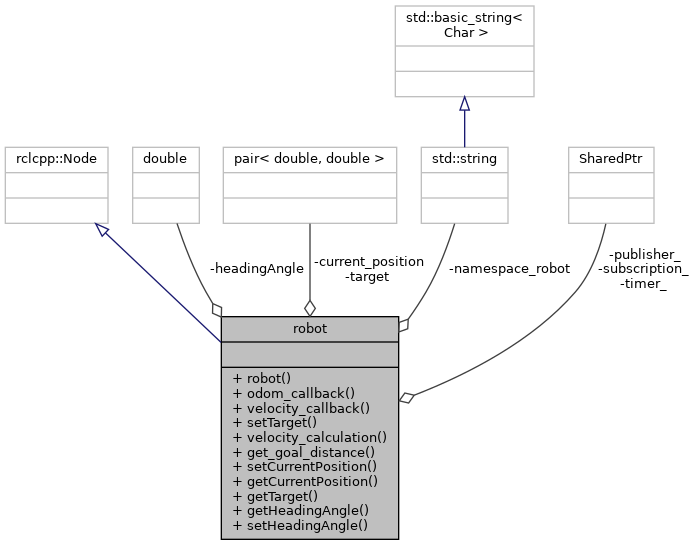 std::basic_string<
Char >
rclcpp::Node
double
pair< double, double >
std::string
SharedPtr
-headingAngle
-current_position
-target
-namespace_robot
-publisher_
-subscription_
-timer_
robot
+ robot()
+ odom_callback()
+ velocity_callback()
+ setTarget()
+ velocity_calculation()
+ get_goal_distance()
+ setCurrentPosition()
+ getCurrentPosition()
+ getTarget()
+ getHeadingAngle()
+ setHeadingAngle()